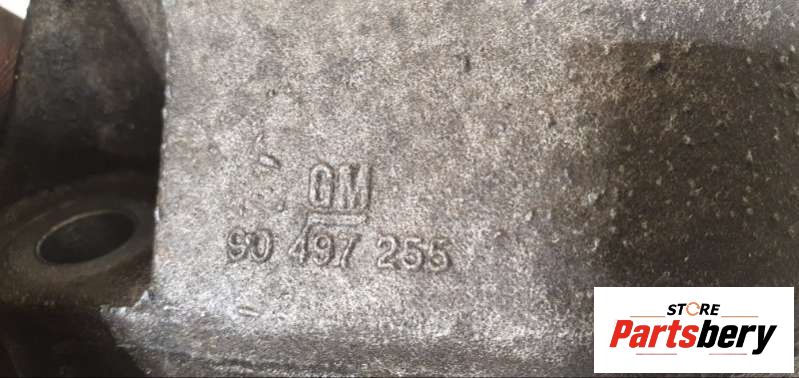 GM
90 497 255
STORE
Partsbery